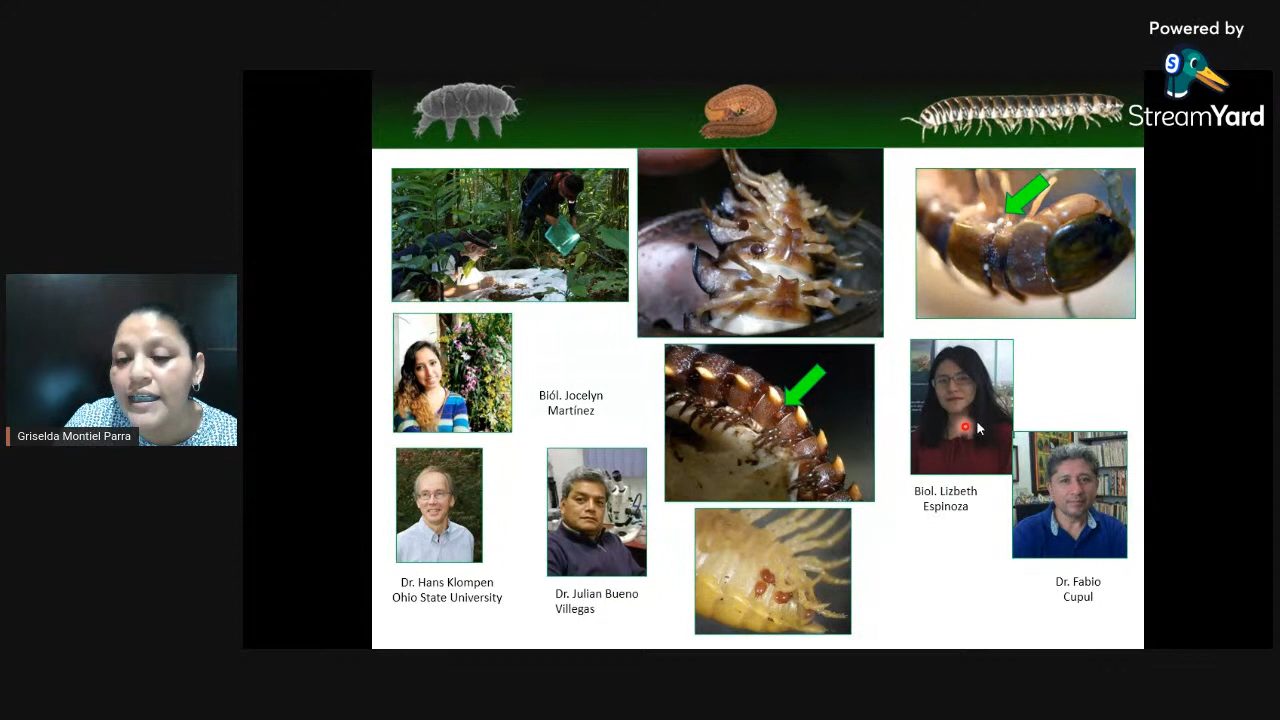 Powered by
S
StreamYard
Griselda Montiel Parra
Biól. Jocelyn
Martínez
Biol. Lizbeth
Espinoza
Dr. Hans Klompen
Ohio State University
Dr. Julian Bueno
Villegas
Dr. Fabio
Cupul